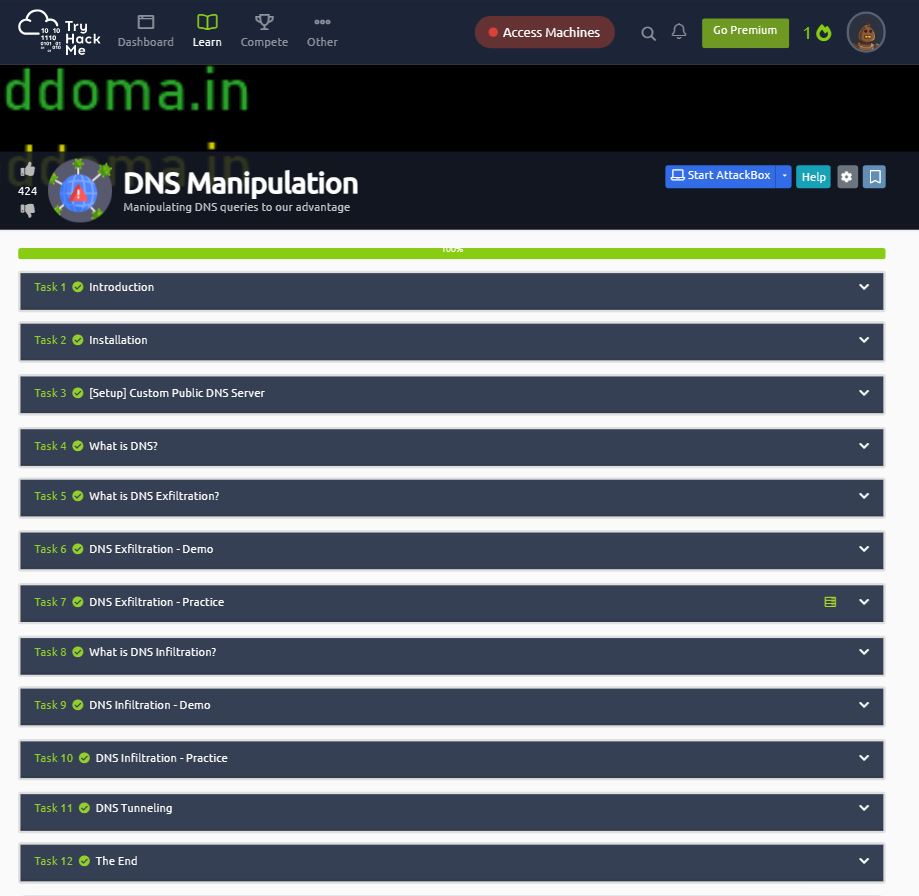 Try
Hack
Me
Dashboard
Learn
Compete
Other
Access Machines
Go Premium
1
ddoma.in
ddoma.in
424
DNS Manipulation
Manipulating DNS queries to our advantage
Start AttackBox
Help
100%
Task 1 Introduction
Task 2 Installation
Task 3 [Setup] Custom Public DNS Server
Task 4 What is DNS?
Task 5 What is DNS Exfiltration?
Task 6 DNS Exfiltration - Demo
Task 7 DNS Exfiltration - Practice
Task 8 What is DNS Infiltration?
Task 9 DNS Infiltration - Demo
Task 10 DNS Infiltration - Practice
Task 11 DNS Tunneling
Task 12 The End